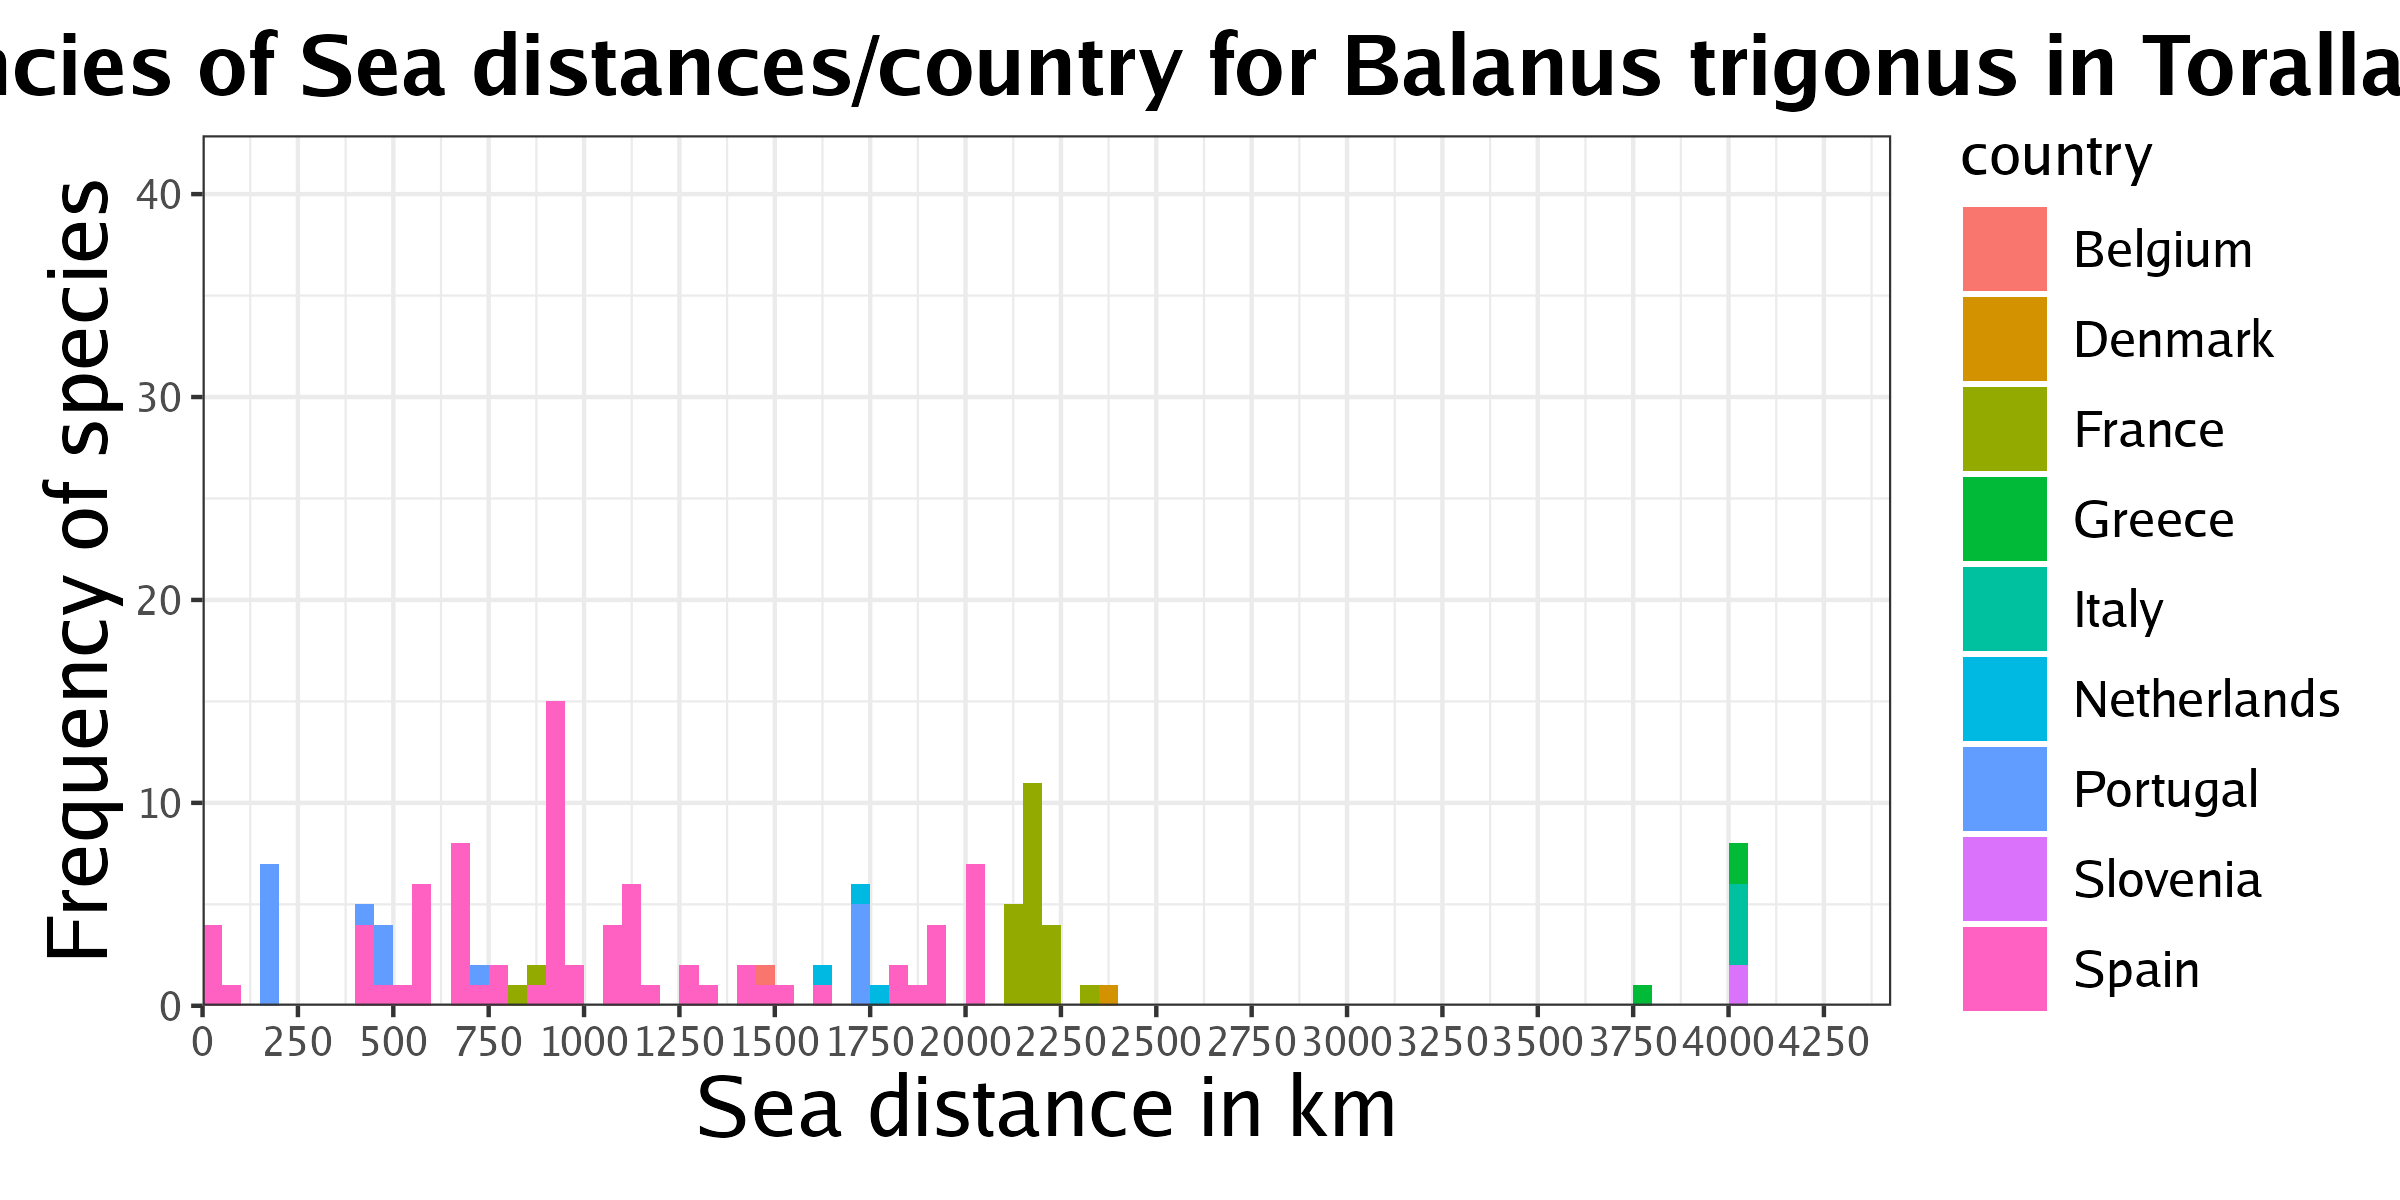 of Sea distances/country for Balanus trigonus in
country
Belgium
Denmark
France
Greece
Italy
Netherlands
Portugal
Slovenia
Spain
Frequency of species
40
30
20
10
0
0 250 500 750 1000 1250 1500 1750 2000 2250 2500 2750 3000 3250 3500 3750 4000 4250
Sea distance in km